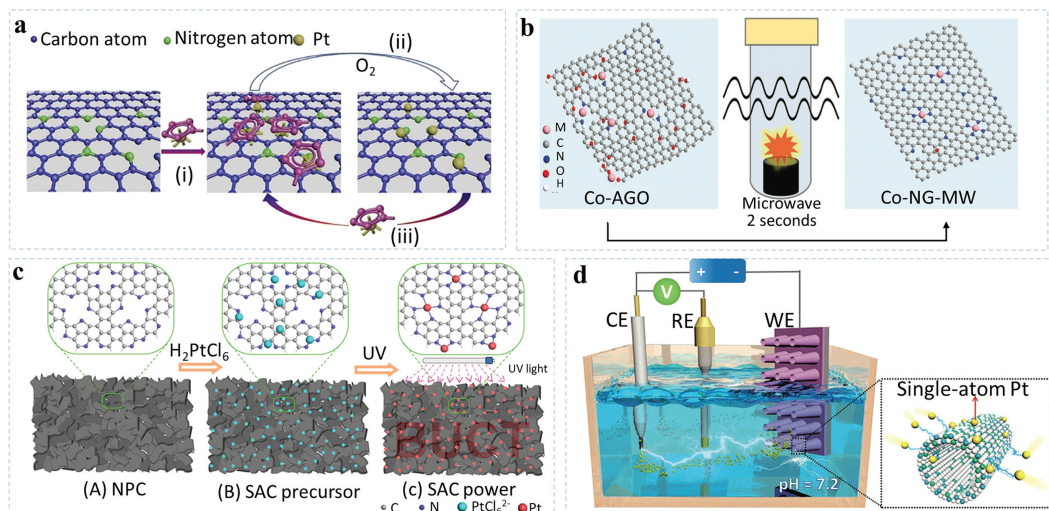 a
Carbon atom Nitrogen atom Pt
(ii)
O2
(i)
(iii)
b
M
C
N
O
H
Co-AGO
Microwave
2 seconds
Co-NG-MW
c
H2PtCl6
UV
UV light
BUCT
(A) NPC
(B) SAC precursor
(c) SAC power
C N PtCl6^2- Pt
d
+ -
V
CE
RE
WE
pH = 7.2
Single-atom Pt